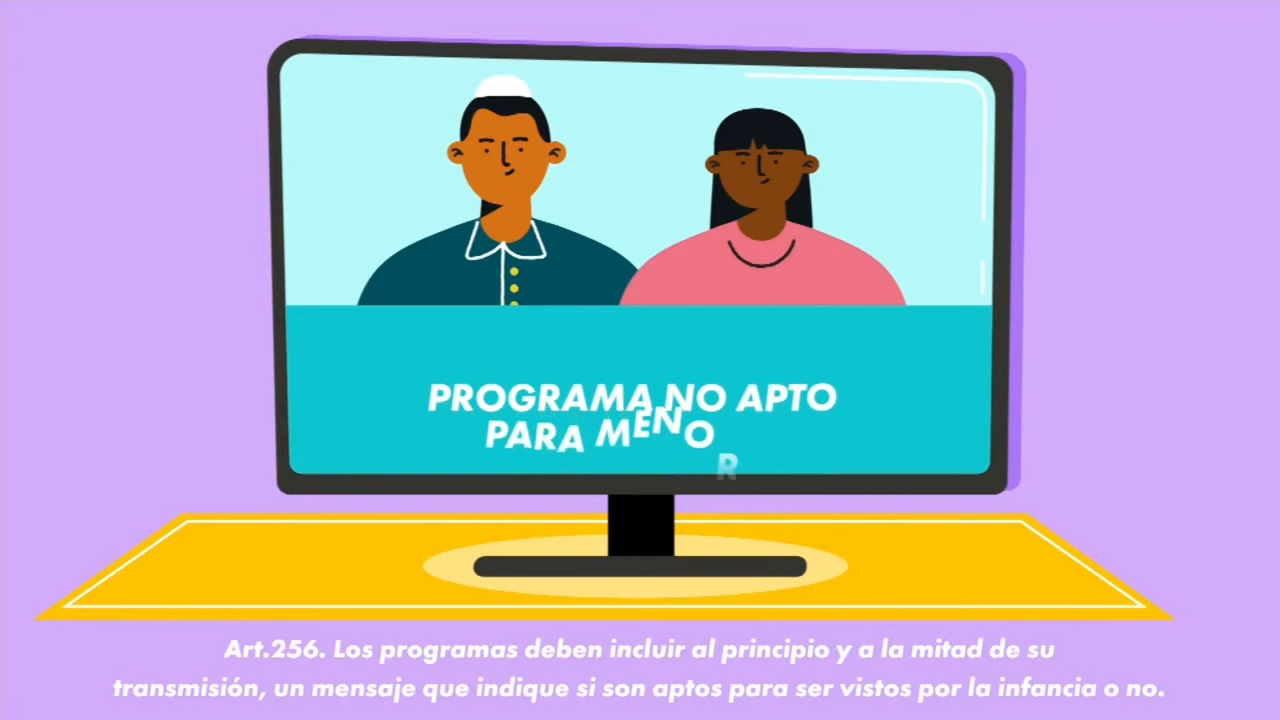 PROGRAMA NO APTO
PARA MENOR
Art.256. Los programas deben incluir al principio y a la mitad de su
transmisión, un mensaje que indique si son aptos para ser vistos por la infancia o no.